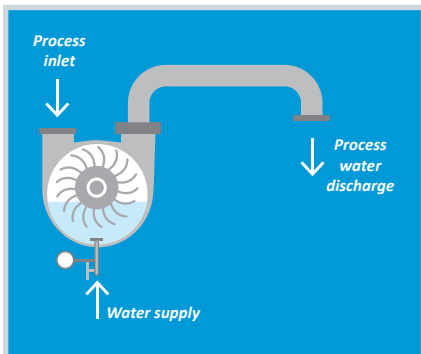 Process
inlet
Process
water
discharge
Water supply